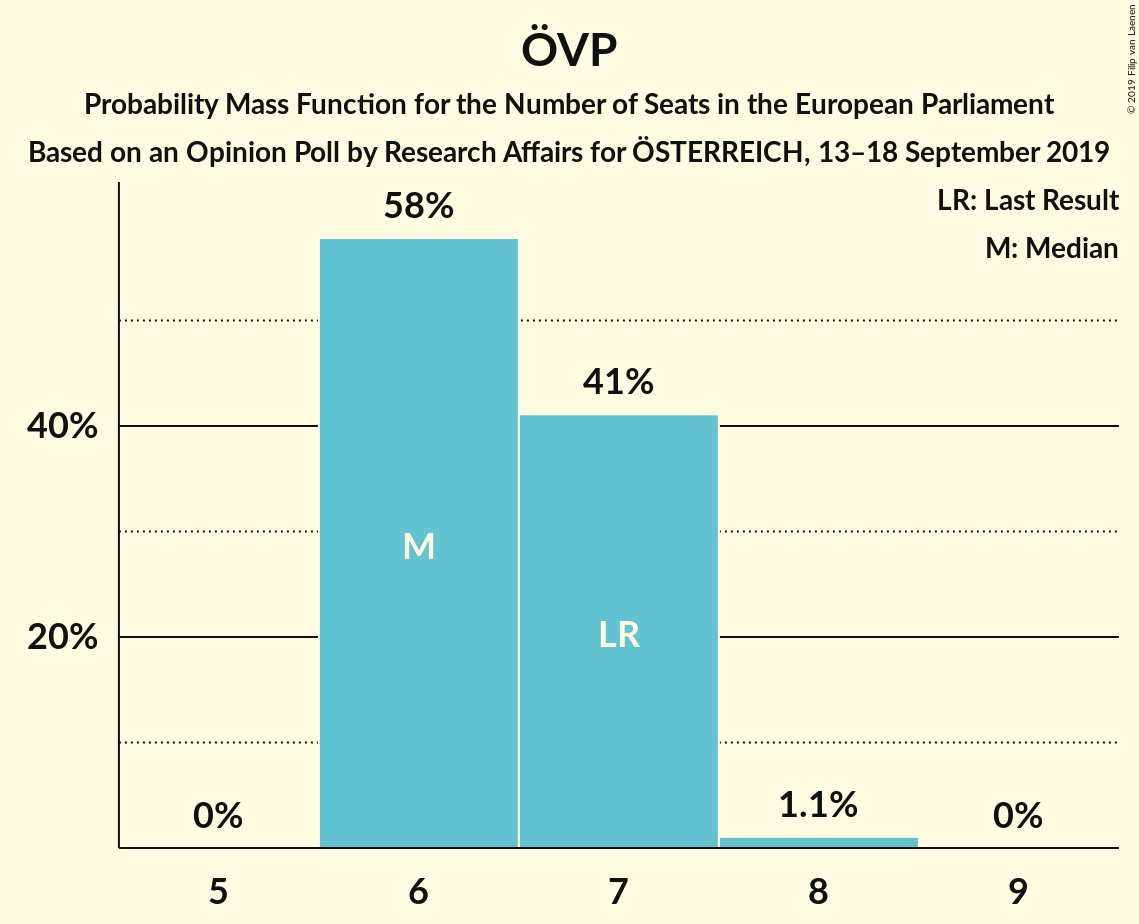 ÖVP
Probability Mass Function for the Number of Seats in the European Parliament
Based on an Opinion Poll by Research Affairs for ÖSTERREICH, 13–18 September 2019
© 2019 Filip van Laenen
LR: Last Result
M: Median
58%
41%
40%
M
LR
20%
0%
1.1%
0%
5
6
7
8
9